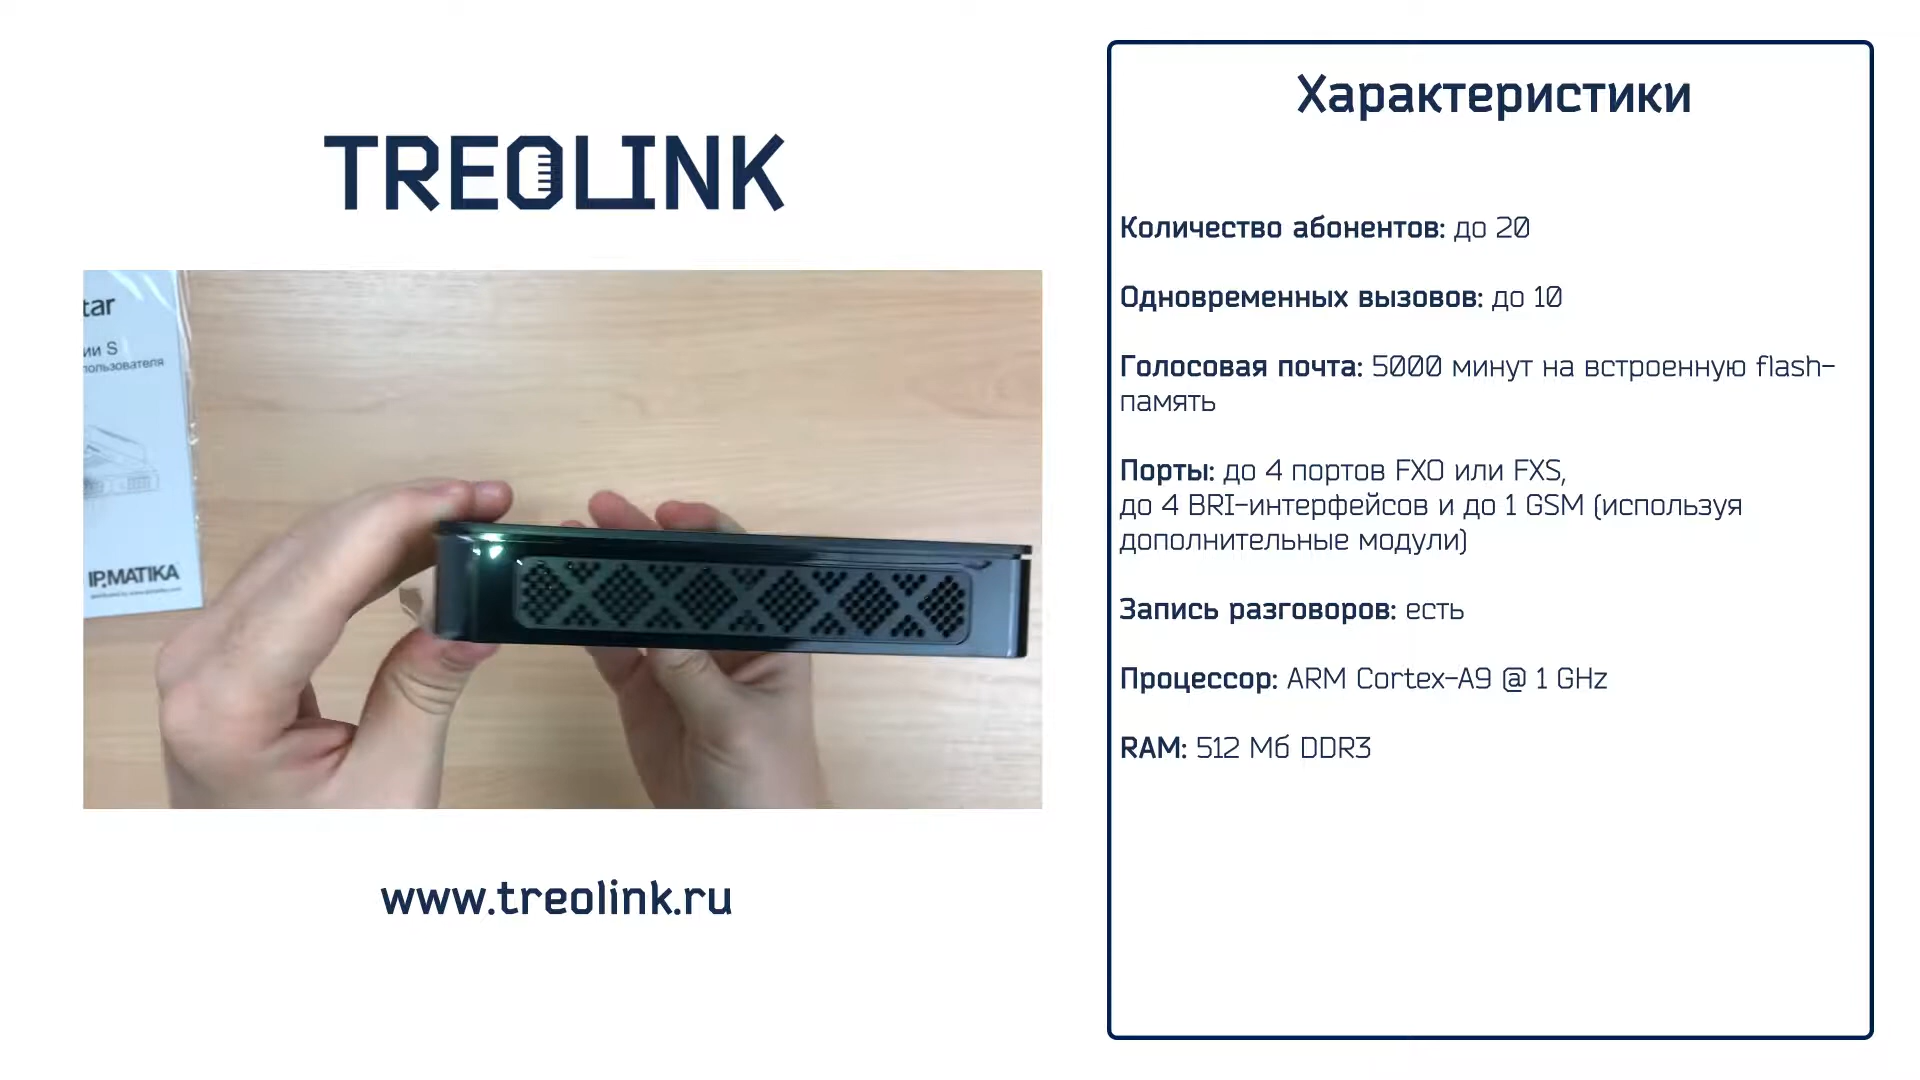 TREOLINK
tar
ии S
пользователя
IP.MATIKA
www.treolink.ru
Характеристики
Количество абонентов: до 20
Одновременных вызовов: до 10
Голосовая почта: 5000 минут на встроенную flash-
память
Порты: до 4 портов FXO или FXS,
до 4 BRI-интерфейсов и до 1 GSM (используя
дополнительные модули)
Запись разговоров: есть
Процессор: ARM Cortex-A9 @ 1 GHz
RAM: 512 Мб DDR3